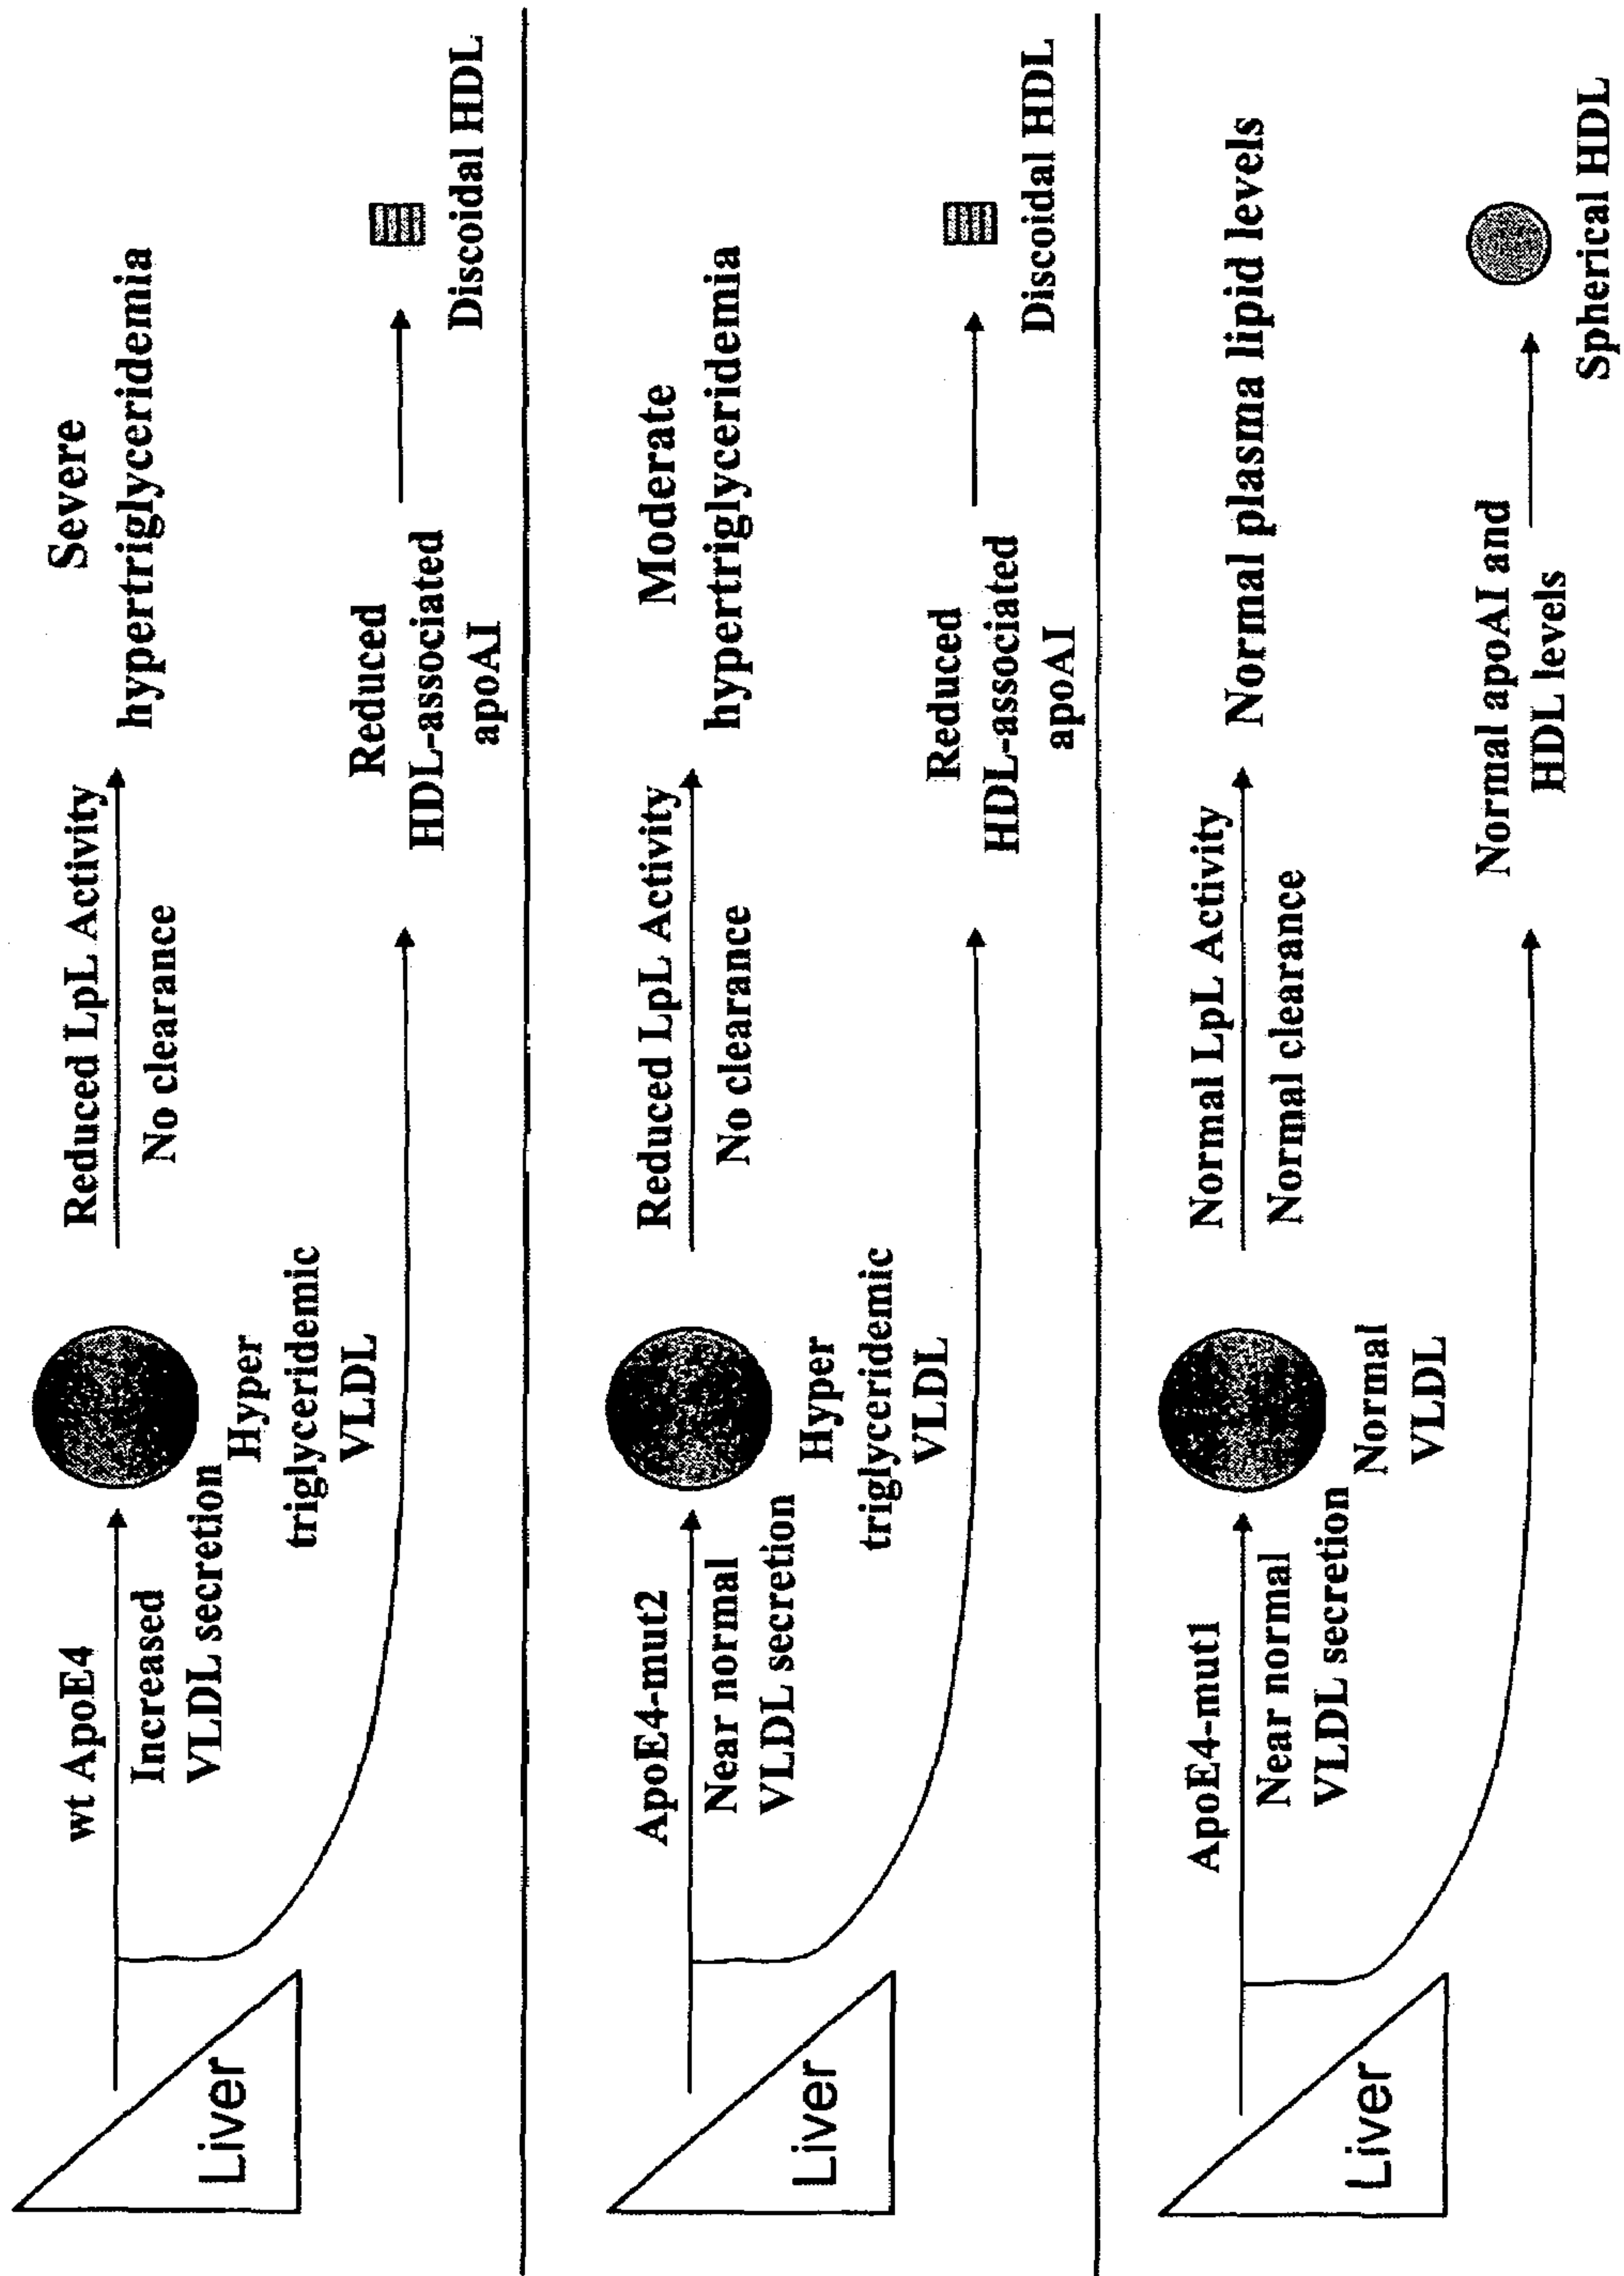 Liver
wt ApoE4
Increased
VLDL secretion
Hyper
triglyceridemic
VLDL
Reduced LpL Activity
No clearance
Severe
hypertriglyceridemia
Reduced
HDL-associated
apoAI
Discoidal HDL
Liver
ApoE4-mut2
Near normal
VLDL secretion
Hyper
triglyceridemic
VLDL
Reduced LpL Activity
No clearance
Moderate
hypertriglyceridemia
Reduced
HDL-associated
apoAI
Discoidal HDL
Liver
ApoE4-mut1
Near normal
VLDL secretion
Normal
VLDL
Normal LpL Activity
Normal clearance
Normal plasma lipid levels
Normal apoAI and
HDL levels
Spherical HDL